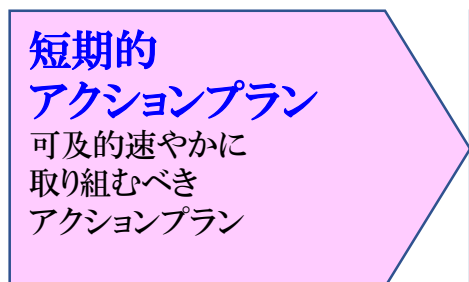 短期的
アクションプラン
可及的速やかに
取り組むべき
アクションプラン